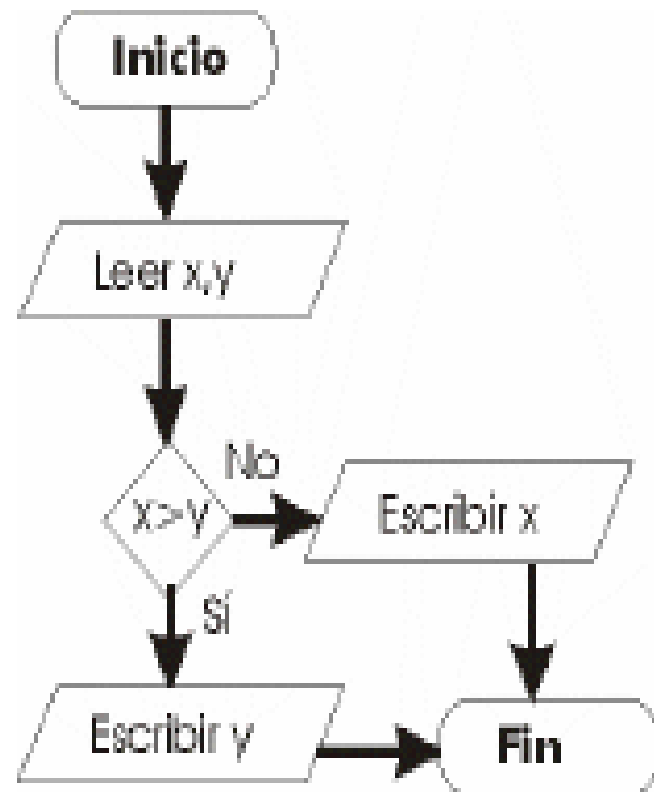 Inicio
Leer x,y
x>y
No
Escribir x
Sí
Escribir y
Fin